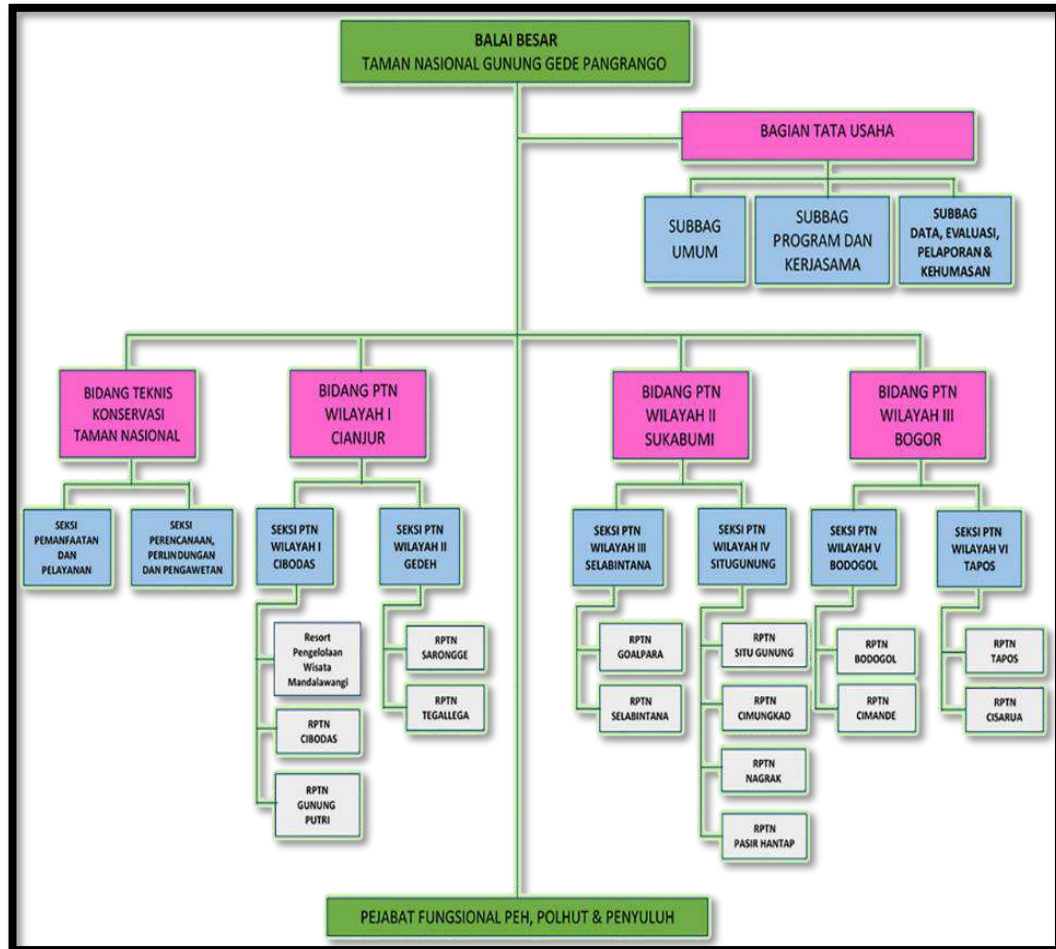 BALAI BESAR
TAMAN NASIONAL GUNUNG GEDE PANGRANGO
BAGIAN TATA USAHA
SUBBAG
UMUM
SUBBAG
PROGRAM DAN
KERJASAMA
SUBBAG
DATA, EVALUASI,
PELAPORAN &
KEHUMASAN
BIDANG TEKNIS
KONSERVASI
TAMAN NASIONAL
BIDANG PTN
WILAYAH I
CIANJUR
BIDANG PTN
WILAYAH II
SUKABUMI
BIDANG PTN
WILAYAH III
BOGOR
SEKSI
PEMANFAATAN
DAN
PELAYANAN
SEKSI
PERENCANAAN,
PERLINDUNGAN
DAN PENGAWETAN
SEKSI PTN
WILAYAH I
CIBODAS
SEKSI PTN
WILAYAH II
GEDEH
SEKSI PTN
WILAYAH III
SELABINTANA
SEKSI PTN
WILAYAH IV
SITUGUNUNG
SEKSI PTN
WILAYAH V
BODOGOL
SEKSI PTN
WILAYAH VI
TAPOS
Resort
Pengelolaan
Wisata
Mandalawangi
RPTN
CIBODAS
RPTN
GUNUNG
PUTRI
RPTN
SARONGGE
RPTN
TEGALLEGA
RPTN
GOALPARA
RPTN
SELABINTANA
RPTN
SITU GUNUNG
RPTN
CIMUNGKAD
RPTN
NAGRAK
RPTN
PASIR HANTAP
RPTN
BODOGOL
RPTN
CIMANDE
RPTN
TAPOS
RPTN
CISARUA
PEJABAT FUNGSIONAL PEH, POLHUT & PENYULUH